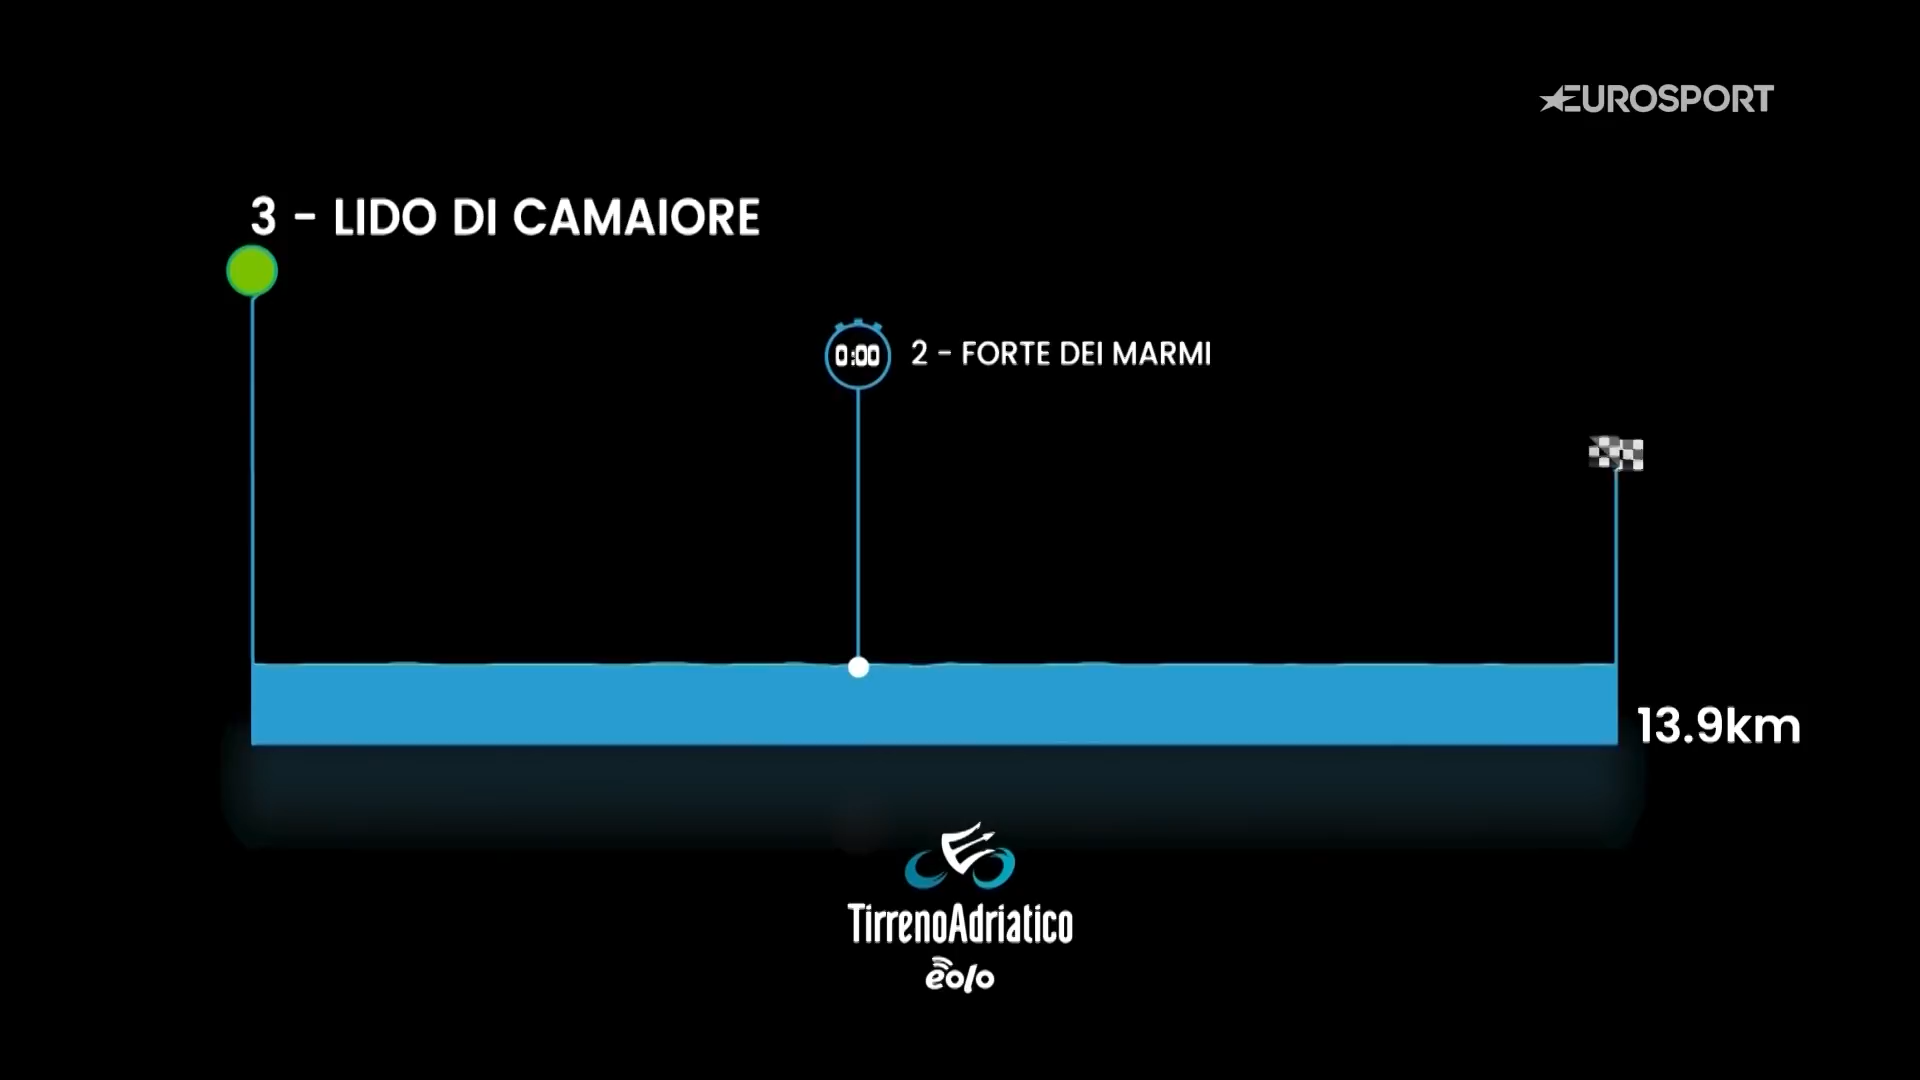 EUROSPORT
3 - LIDO DI CAMAIORE
0:00
2 - FORTE DEI MARMI
13.9km
TirrenoAdriatico
eolo